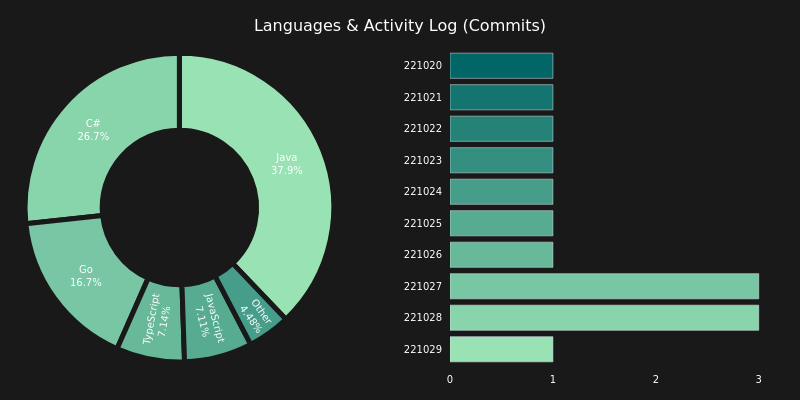 Languages & Activity Log (Commits)
C#
26.7%
Java
37.9%
Go
16.7%
TypeScript
7.14%
JavaScript
7.11%
Other
4.48%
221020
221021
221022
221023
221024
221025
221026
221027
221028
221029
0 1 2 3